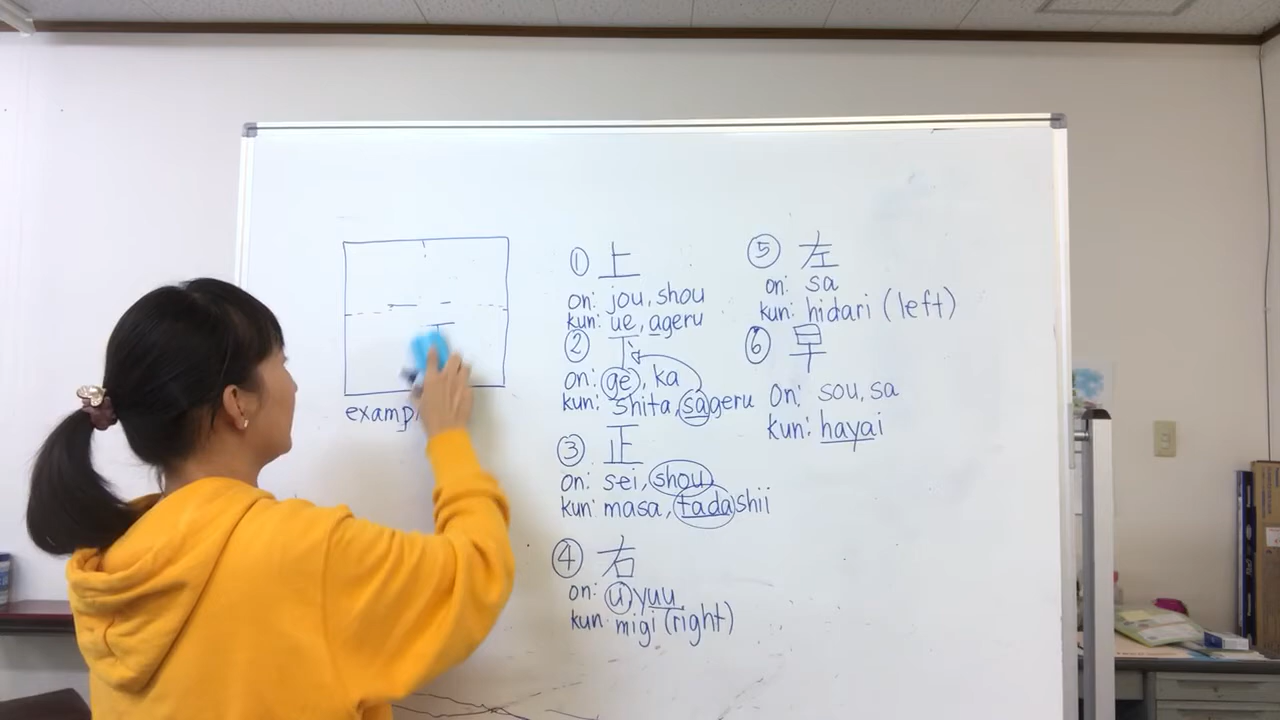 ① 上
on: jou, shou
kun: ue, ageru
② 下
on: ge, ka
kun: shita, sageru
③ 正
on: sei, shou
kun: masa, tadashii
④ 右
on: u yuu
kun: migi (right)
⑤ 左
on: sa
kun: hidari (left)
⑥ 早
On: sou, sa
kun: hayai